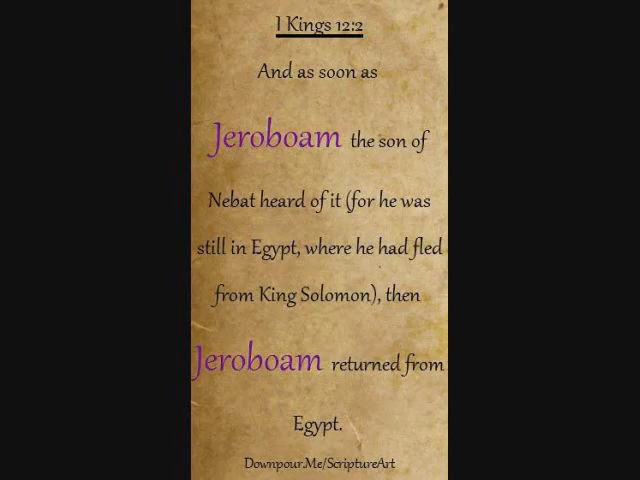 I Kings 12:2
And as soon as
Jeroboam the son of
Nebat heard of it (for he was
still in Egypt, where he had fled
from King Solomon), then
Jeroboam returned from
Egypt.
Downpour.Me/ScriptureArt